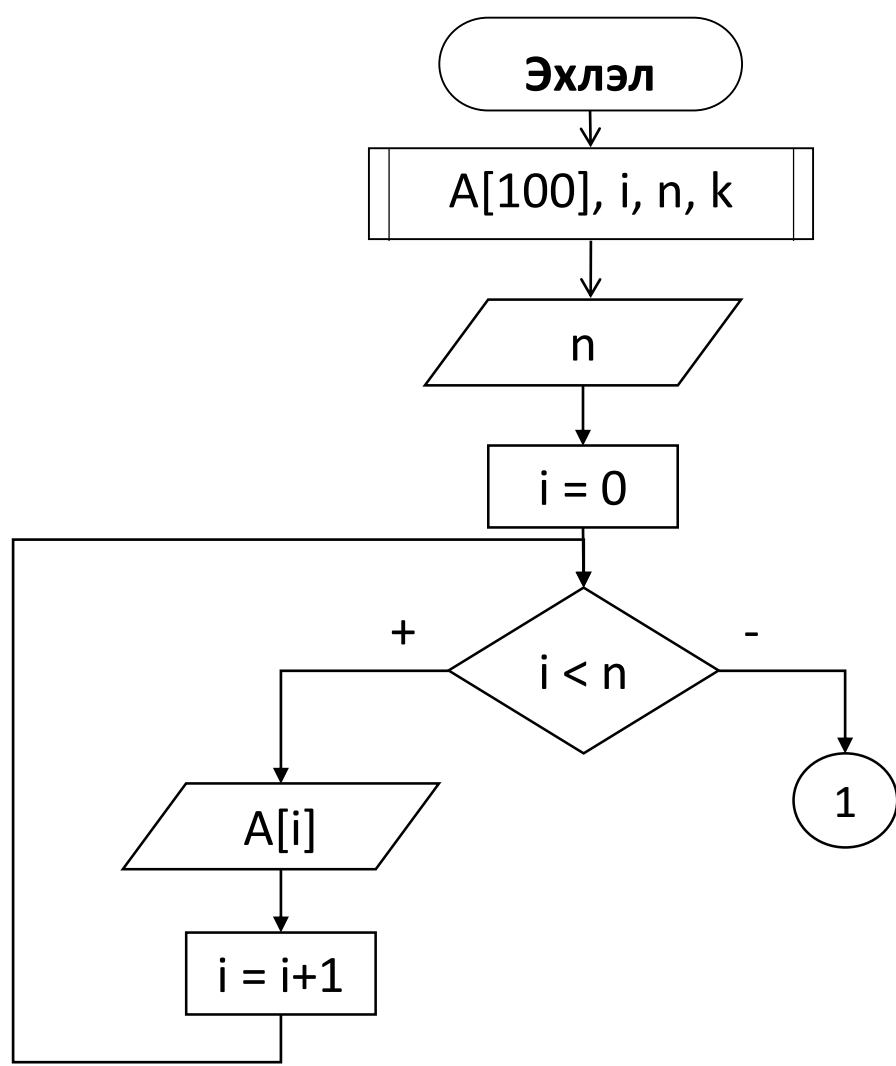 Эхлэл
A[100], i, n, k
n
i = 0
+
-
i < n
A[i]
1
i = i+1